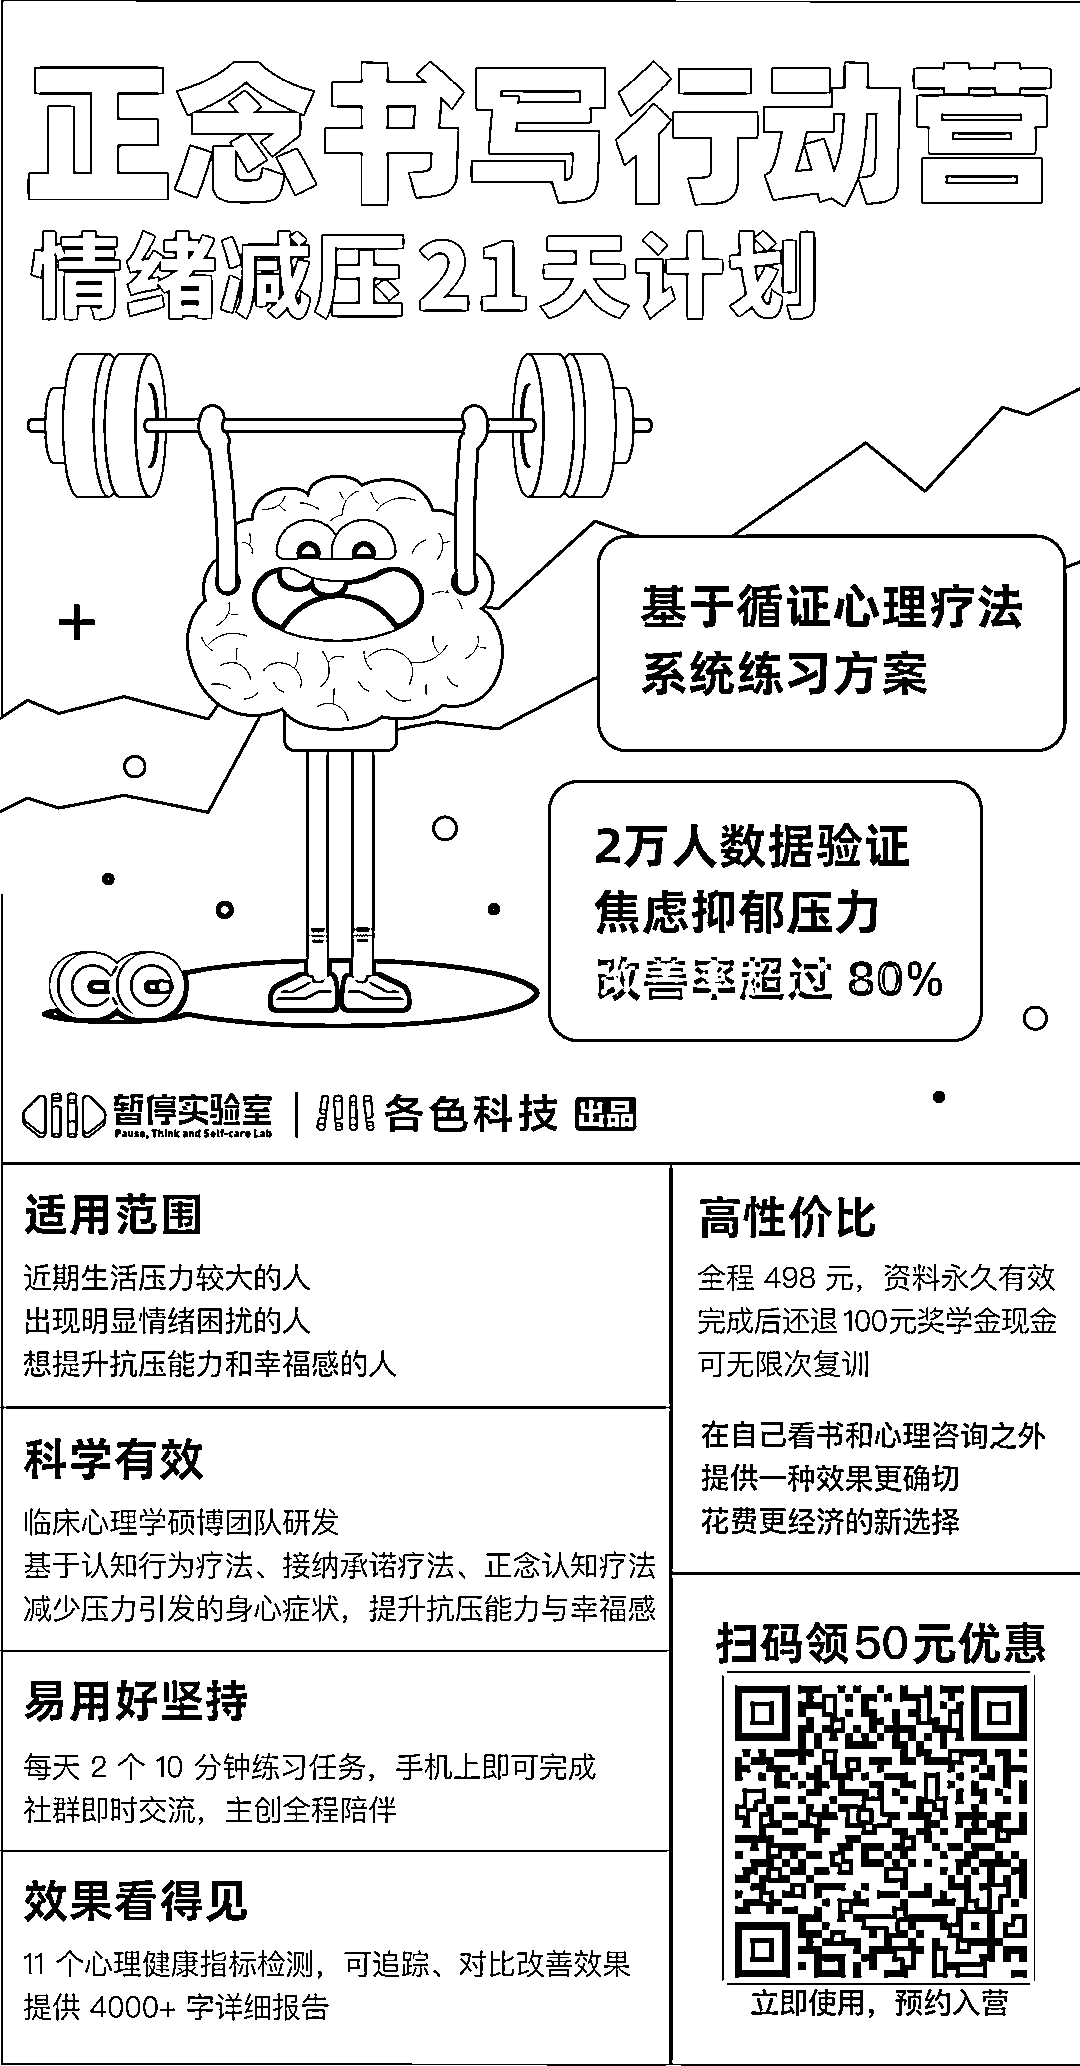 正念书写行动营
情绪减压21天计划
基于循证心理疗法
系统练习方案
2万人数据验证
焦虑抑郁压力
改善率超过 80%
暂停实验室
Pause, Think and Self-care Lab
各色科技 出品
适用范围
近期生活压力较大的人
出现明显情绪困扰的人
想提升抗压能力和幸福感的人
科学有效
临床心理学硕博团队研发
基于认知行为疗法、接纳承诺疗法、正念认知疗法
减少压力引发的身心症状，提升抗压能力与幸福感
易用好坚持
每天 2 个 10 分钟练习任务，手机上即可完成
社群即时交流，主创全程陪伴
效果看得见
11 个心理健康指标检测，可追踪、对比改善效果
提供 4000+ 字详细报告
高性价比
全程 498 元，资料永久有效
完成后还退100元奖学金现金
可无限次复训
在自己看书和心理咨询之外
提供一种效果更确切
花费更经济的新选择
扫码领50元优惠
立即使用，预约入营